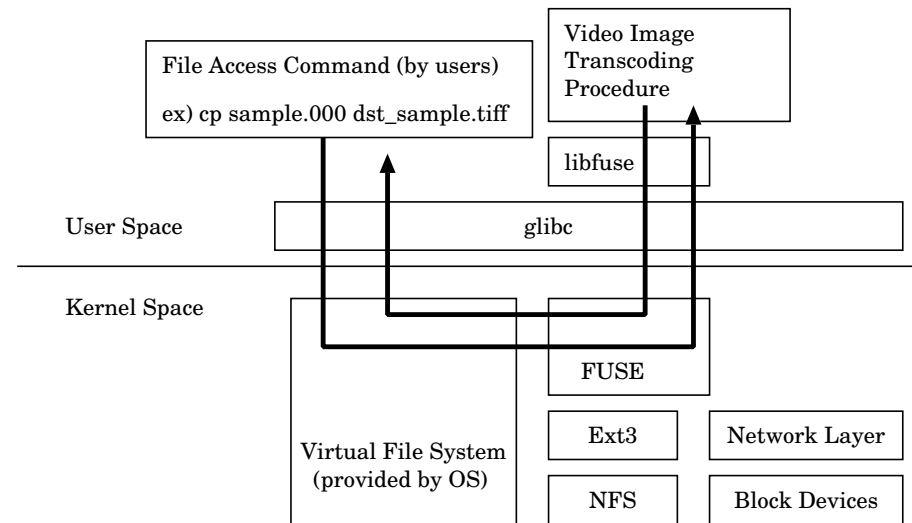 File Access Command (by users)
ex) cp sample.000 dst_sample.tiff
Video Image
Transcoding
Procedure
libfuse
User Space
glibc
Kernel Space
FUSE
Virtual File System
(provided by OS)
Ext3
Network Layer
NFS
Block Devices